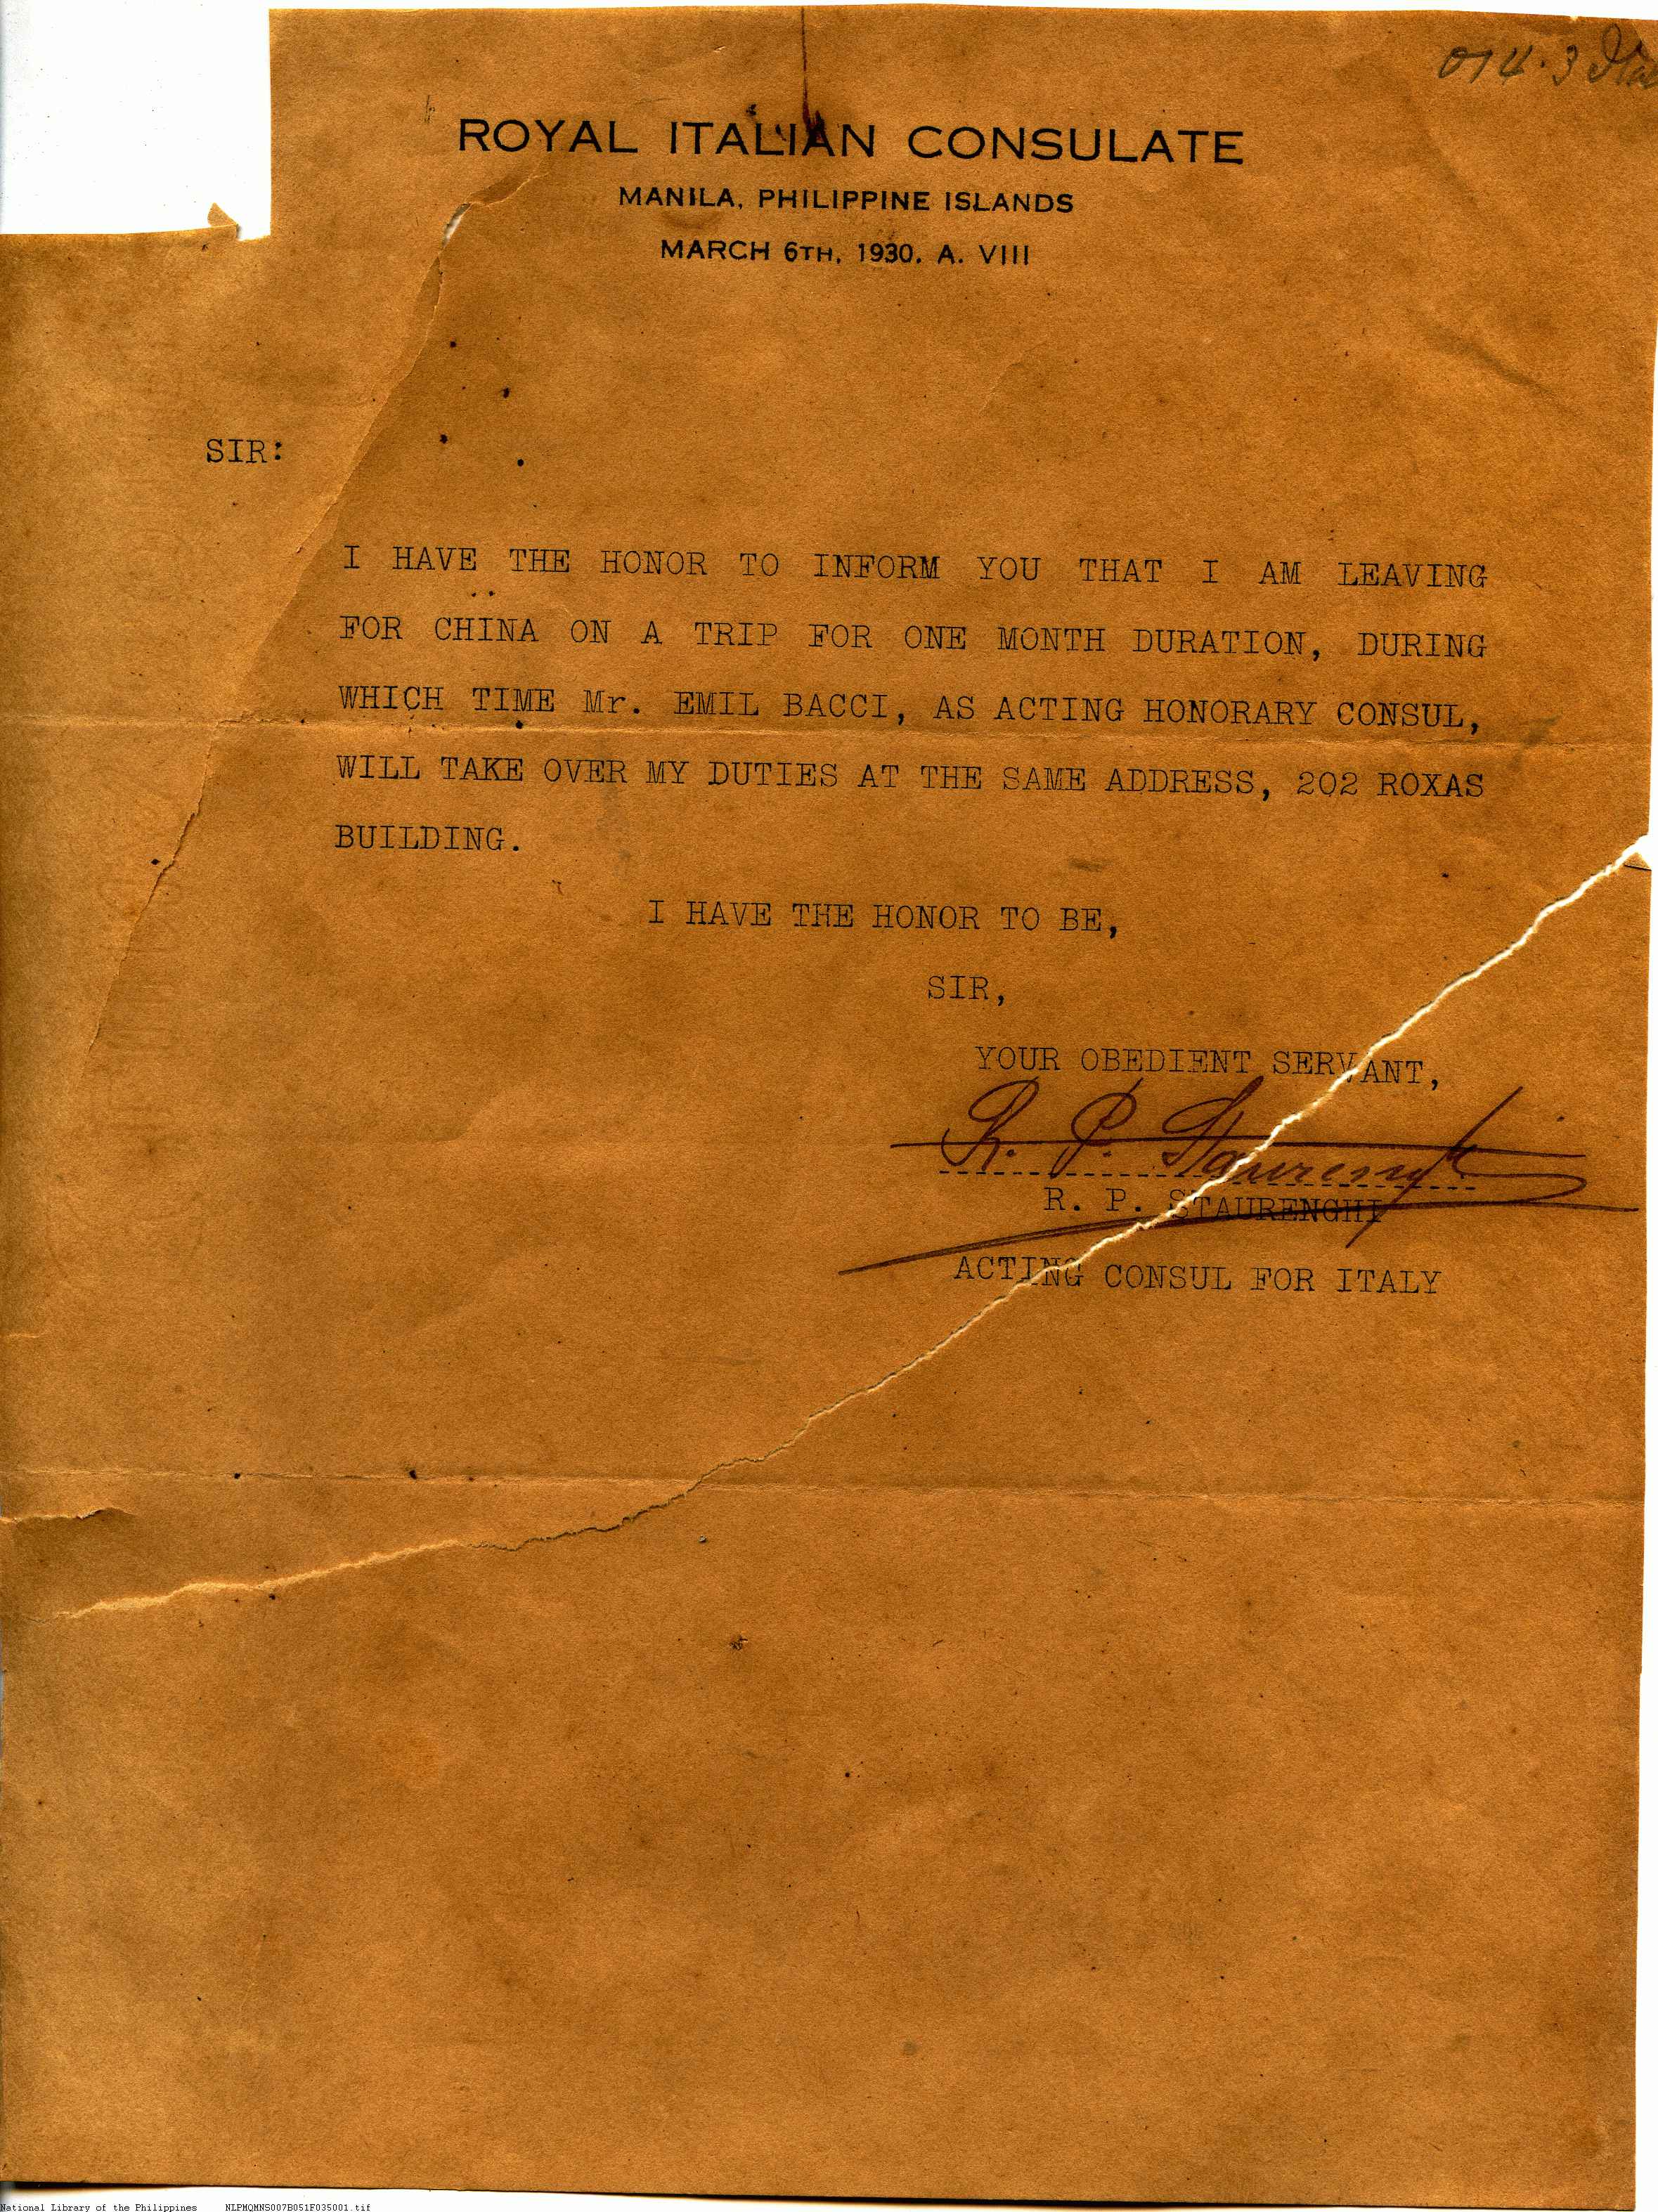 014.3
ROYAL ITALIAN CONSULATE
MANILA, PHILIPPINE ISLANDS
MARCH 6TH, 1930. A. VIII
SIR:
I HAVE THE HONOR TO INFORM YOU THAT I AM LEAVING
FOR CHINA ON A TRIP FOR ONE MONTH DURATION, DURING
WHICH TIME Mr. EMIL BACCI, AS ACTING HONORARY CONSUL,
WILL TAKE OVER MY DUTIES AT THE SAME ADDRESS, 202 ROXAS
BUILDING.
I HAVE THE HONOR TO BE,
SIR,
YOUR OBEDIENT SERVANT,
R. P. Staurenghi
R. P. STAURENGHI
ACTING CONSUL FOR ITALY
National Library of the Philippines NLPMQMNS007B051F035001.tif